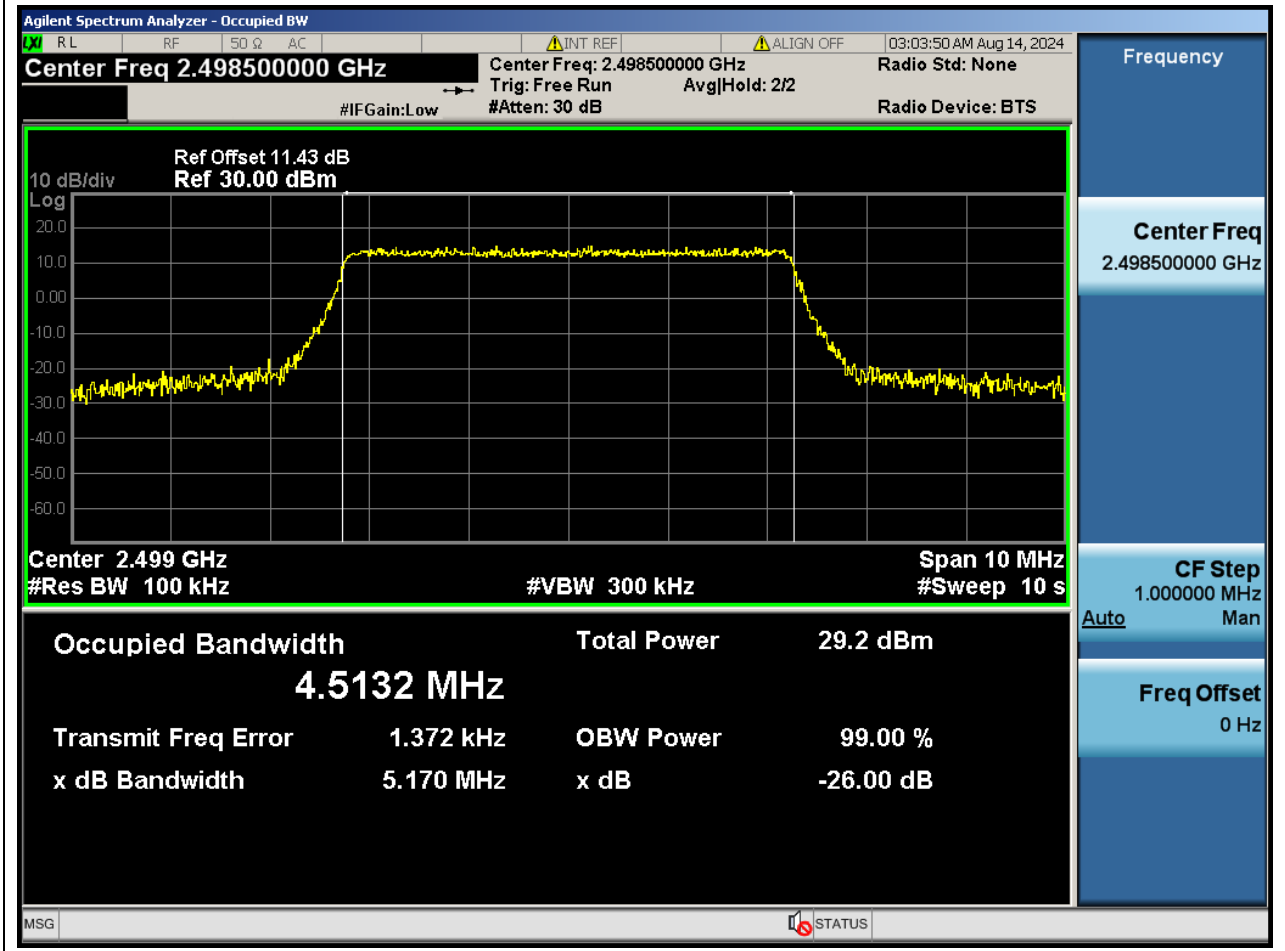 Agilent Spectrum Analyzer - Occupied BW
LXI RL RF 50 Ω AC INT REF ALIGN OFF 03:03:50 AM Aug 14, 2024
Center Freq 2.498500000 GHz
Center Freq: 2.498500000 GHz
Radio Std: None
Trig: Free Run Avg|Hold: 2/2
#IFGain:Low #Atten: 30 dB
Radio Device: BTS
Ref Offset 11.43 dB
10 dB/div Ref 30.00 dBm
Log
20.0
10.0
0.00
-10.0
-20.0
-30.0
-40.0
-50.0
-60.0
Center 2.499 GHz Span 10 MHz
#Res BW 100 kHz #VBW 300 kHz #Sweep 10 s
Occupied Bandwidth Total Power 29.2 dBm
4.5132 MHz
Transmit Freq Error 1.372 kHz OBW Power 99.00 %
x dB Bandwidth 5.170 MHz x dB -26.00 dB
MSG STATUS
Frequency
Center Freq
2.498500000 GHz
CF Step
1.000000 MHz
Auto Man
Freq Offset
0 Hz